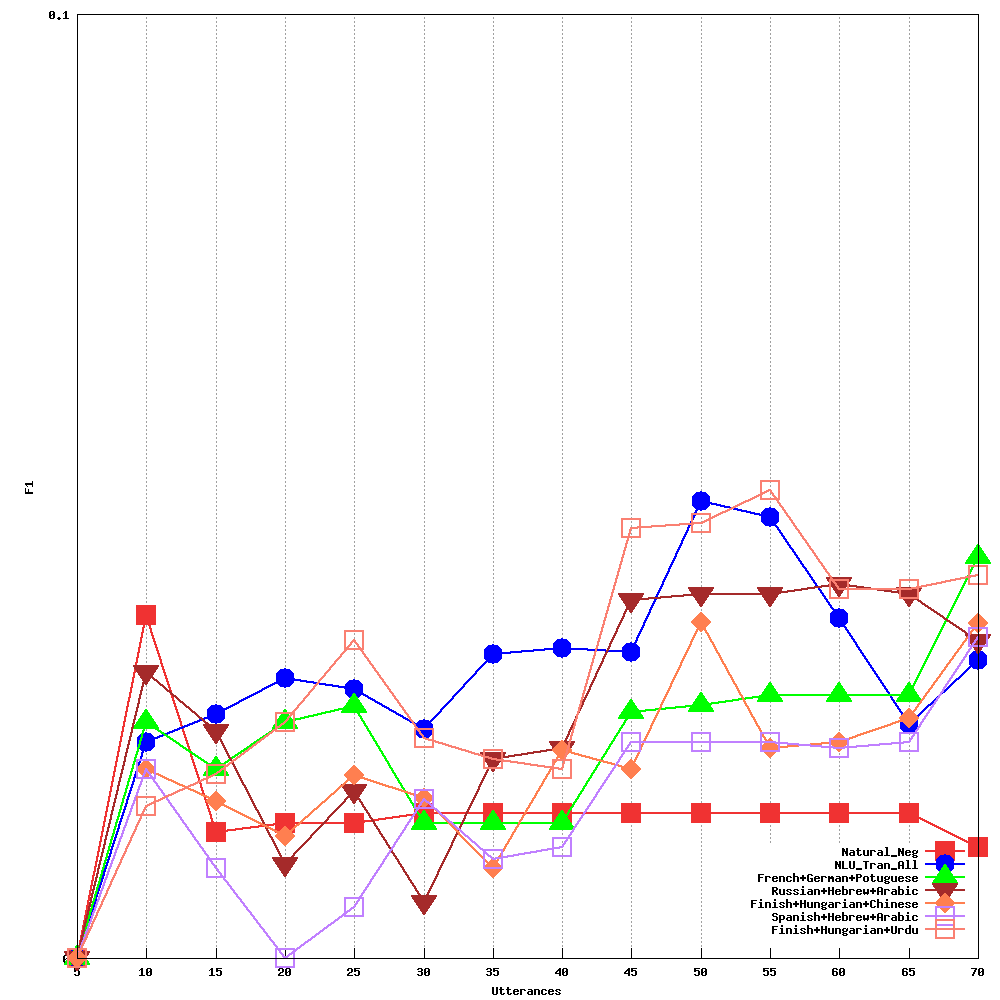 0.1
F1
0
5 10 15 20 25 30 35 40 45 50 55 60 65 70
Utterances
Natural_Neg
NLU_Tran_All
French+German+Potuguese
Russian+Hebrew+Arabic
Finish+Hungarian+Chinese
Spanish+Hebrew+Arabic
Finish+Hungarian+Urdu